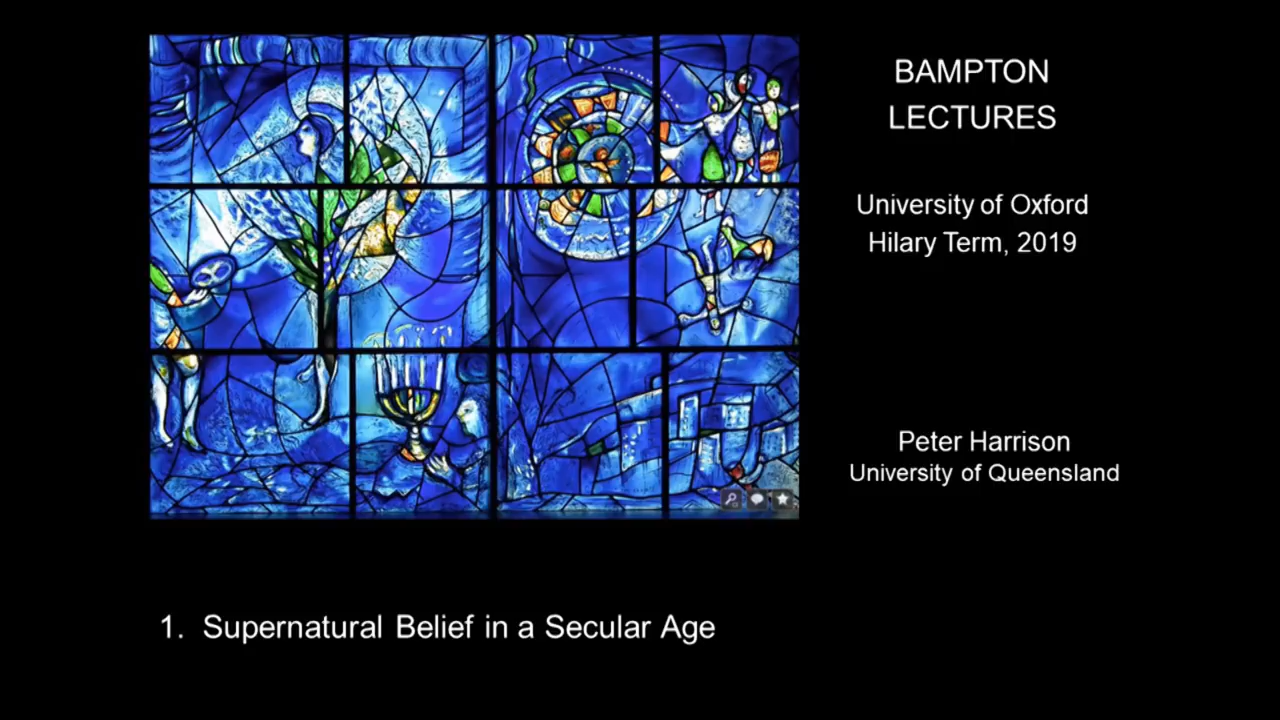 BAMPTON
LECTURES
University of Oxford
Hilary Term, 2019
Peter Harrison
University of Queensland
1. Supernatural Belief in a Secular Age